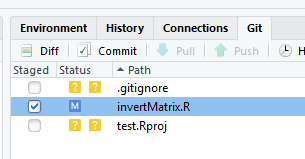 Environment History Connections Git
Diff Commit Pull Push H
Staged Status Path
? ? .gitignore
M invertMatrix.R
? ? test.Rproj